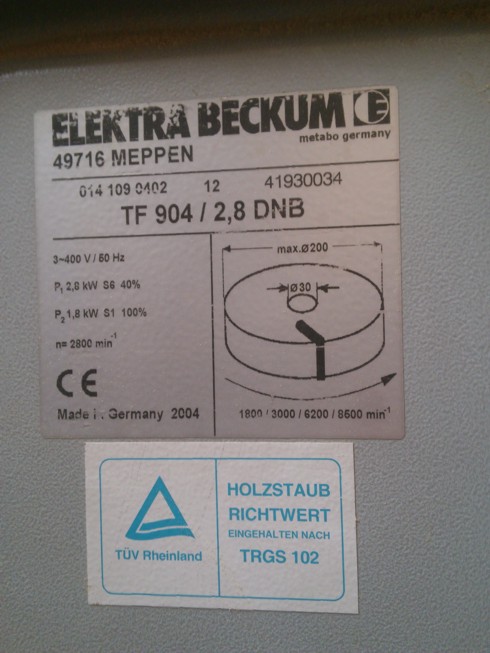 ELEKTRA BECKUM
metabo germany
49716 MEPPEN
014 109 0402 12 41930034
TF 904 / 2,8 DNB
3~400 V / 50 Hz
P1 2,8 kW S6 40%
P2 1,8 kW S1 100%
n= 2800 min-1
CE
Made i. Germany 2004
max.ø200
ø30
1800 / 3000 / 6200 / 8500 min-1
TÜV Rheinland
HOLZSTAUB
RICHTWERT
EINGEHALTEN NACH
TRGS 102